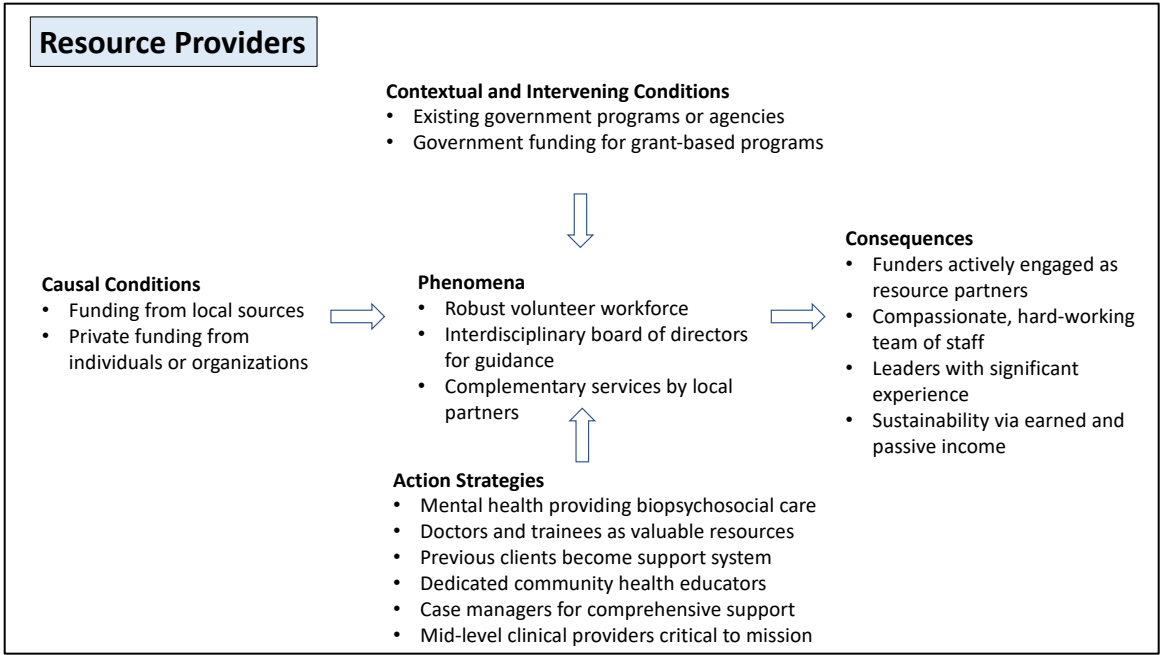 Resource Providers
Contextual and Intervening Conditions
• Existing government programs or agencies
• Government funding for grant-based programs
Causal Conditions
• Funding from local sources
• Private funding from
individuals or organizations
Phenomena
• Robust volunteer workforce
• Interdisciplinary board of directors
for guidance
• Complementary services by local
partners
Consequences
• Funders actively engaged as
resource partners
• Compassionate, hard-working
team of staff
• Leaders with significant
experience
• Sustainability via earned and
passive income
Action Strategies
• Mental health providing biopsychosocial care
• Doctors and trainees as valuable resources
• Previous clients become support system
• Dedicated community health educators
• Case managers for comprehensive support
• Mid-level clinical providers critical to mission